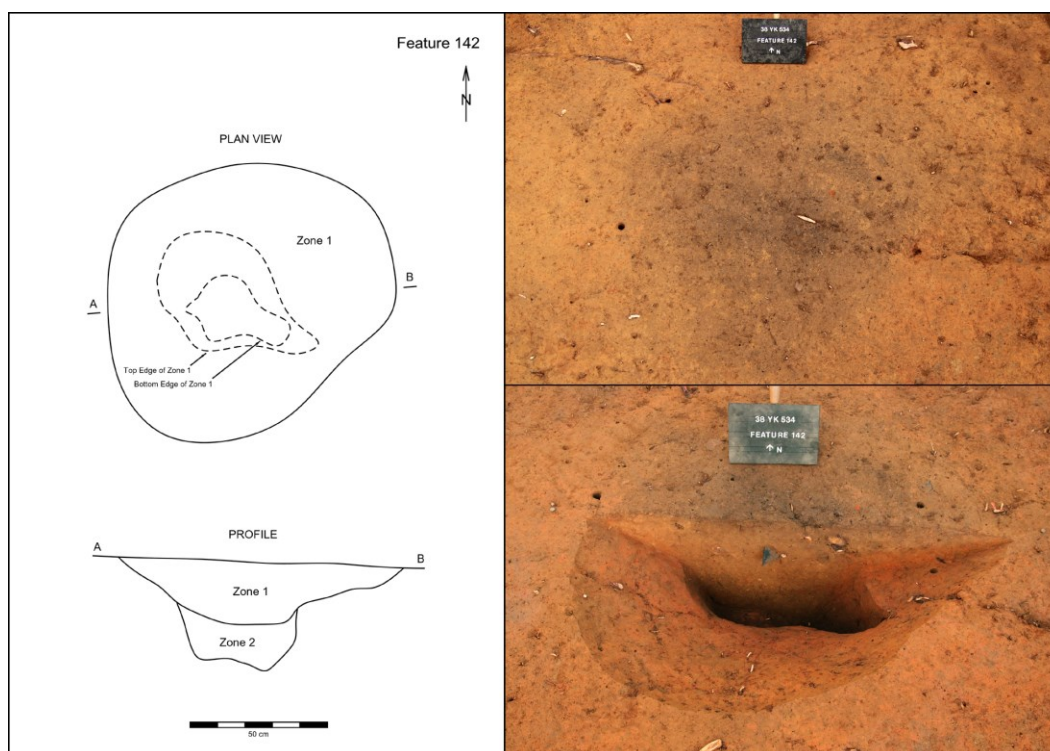 Feature 142
N
PLAN VIEW
Zone 1
A
B
Top Edge of Zone 1
Bottom Edge of Zone 1
PROFILE
A
B
Zone 1
Zone 2
50 cm
38 YK 534
FEATURE 142
↑ N
38 YK 534
FEATURE 142
↑ N